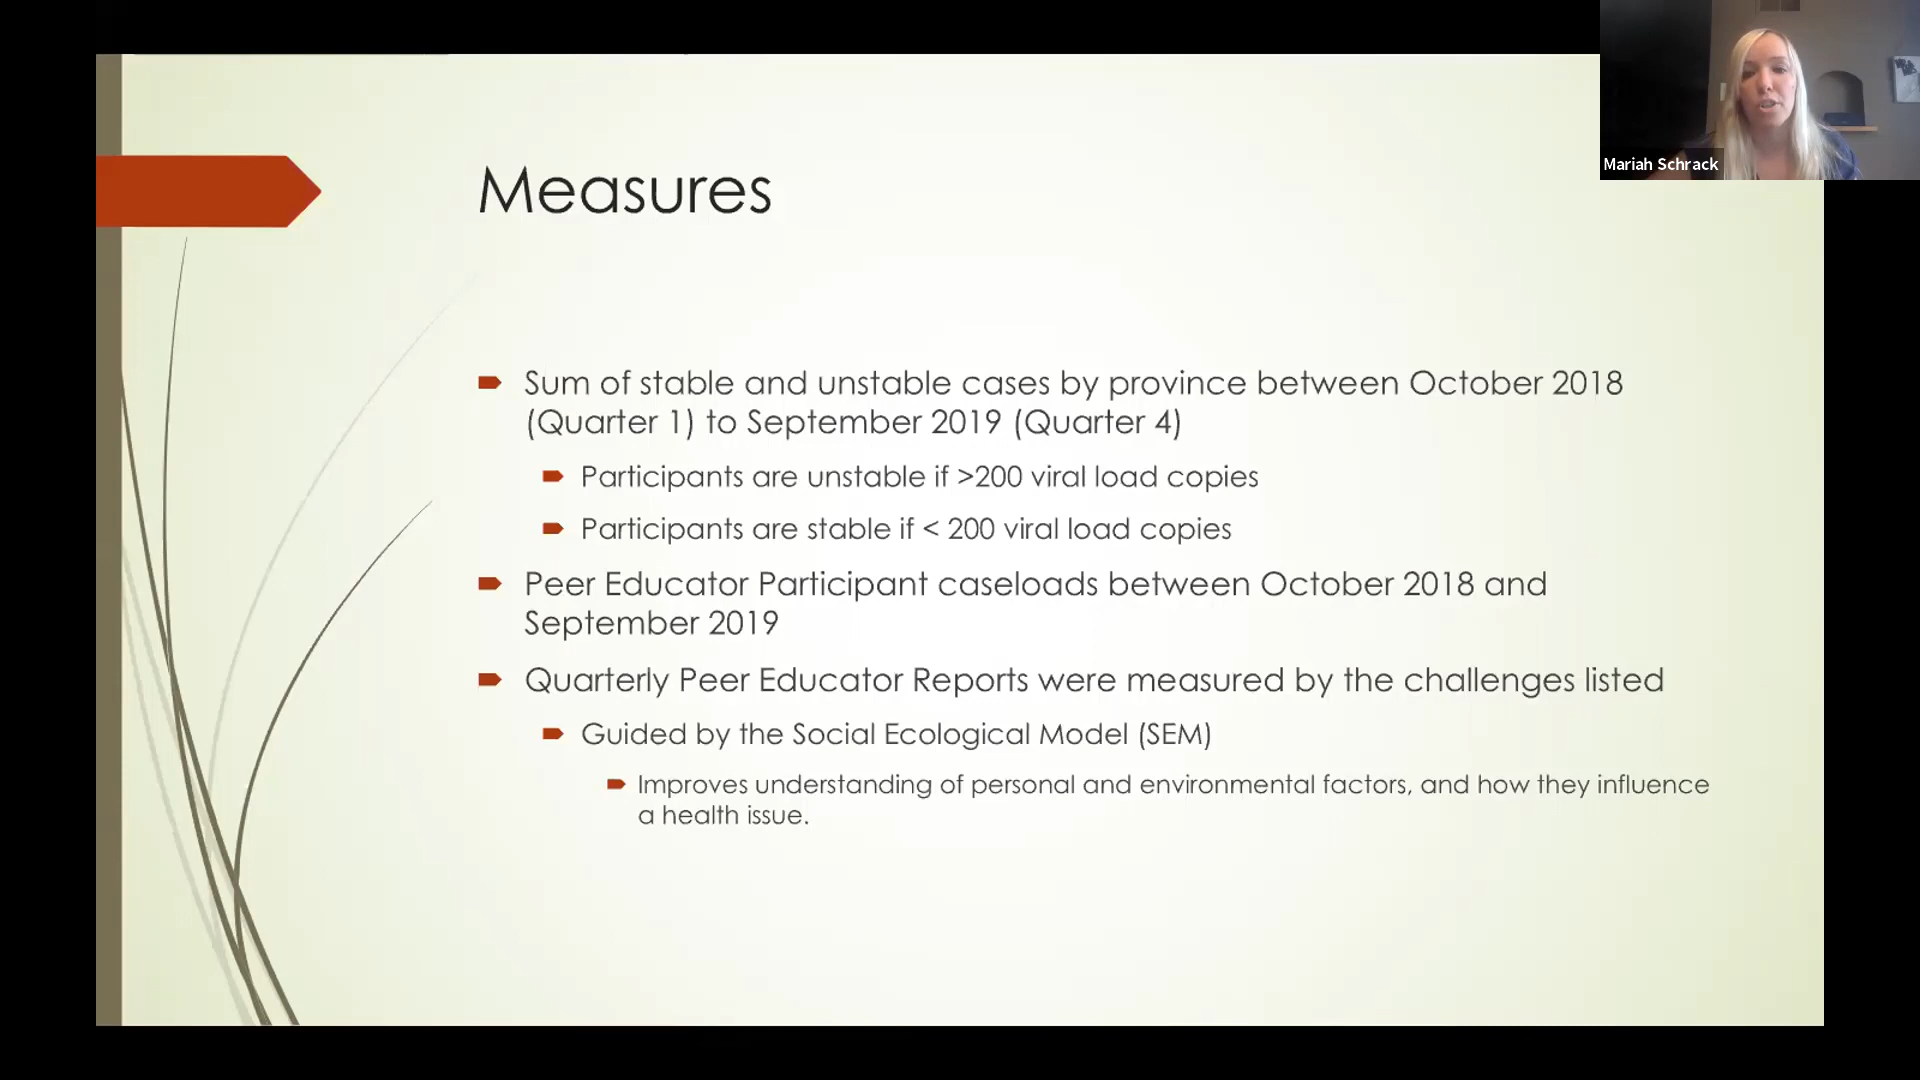 Mariah Schrack
Measures
Sum of stable and unstable cases by province between October 2018
(Quarter 1) to September 2019 (Quarter 4)
Participants are unstable if >200 viral load copies
Participants are stable if < 200 viral load copies
Peer Educator Participant caseloads between October 2018 and
September 2019
Quarterly Peer Educator Reports were measured by the challenges listed
Guided by the Social Ecological Model (SEM)
Improves understanding of personal and environmental factors, and how they influence
a health issue.